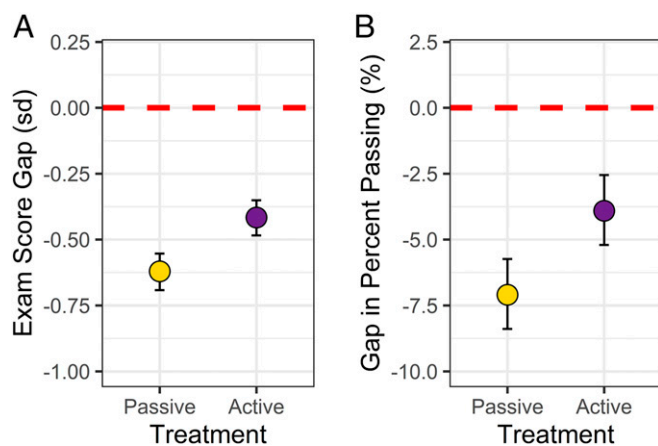 A
Exam Score Gap (sd)
0.25
0.00
-0.25
-0.50
-0.75
-1.00
Passive
Active
Treatment
B
Gap in Percent Passing (%)
2.5
0.0
-2.5
-5.0
-7.5
-10.0
Passive
Active
Treatment